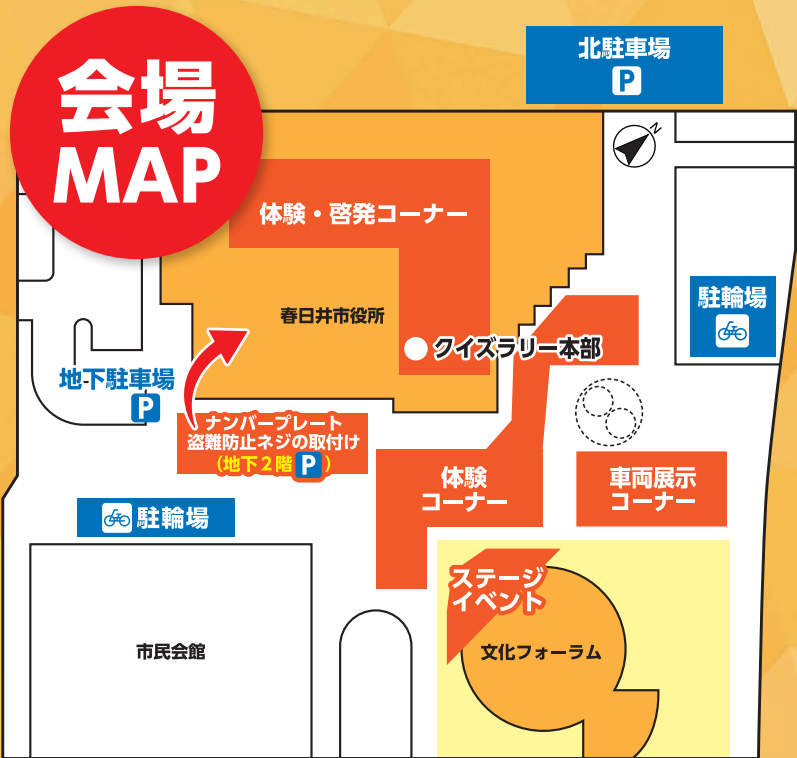 会場
MAP
北駐車場
P
N
体験・啓発コーナー
春日井市役所
駐輪場
クイズラリー本部
地下駐車場
P
ナンバープレート
盗難防止ネジの取付け
(地下2階P)
体験
コーナー
車両展示
コーナー
駐輪場
ステージ
イベント
市民会館
文化フォーラム